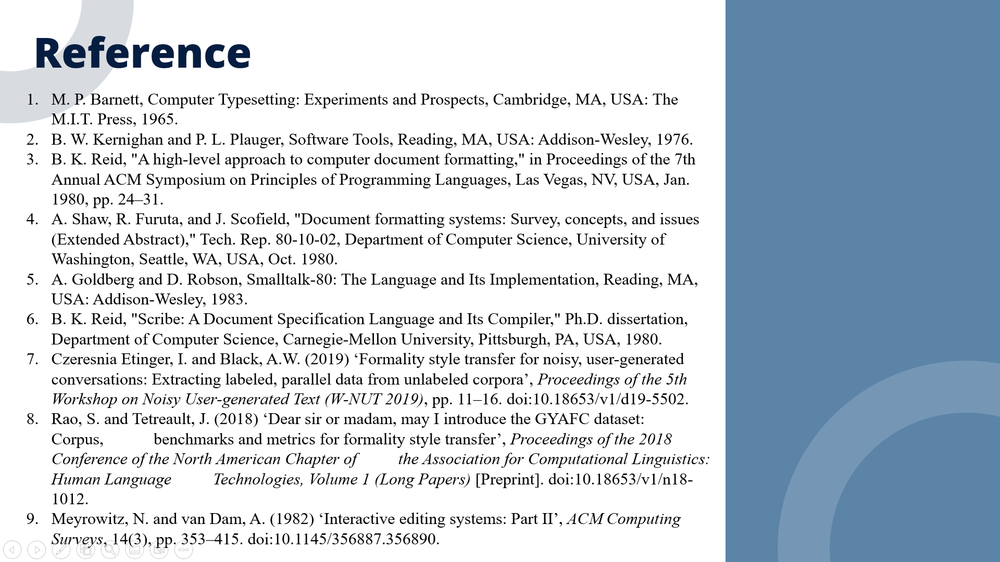 Reference
1. M. P. Barnett, Computer Typesetting: Experiments and Prospects, Cambridge, MA, USA: The
M.I.T. Press, 1965.
2. B. W. Kernighan and P. L. Plauger, Software Tools, Reading, MA, USA: Addison-Wesley, 1976.
3. B. K. Reid, "A high-level approach to computer document formatting," in Proceedings of the 7th
Annual ACM Symposium on Principles of Programming Languages, Las Vegas, NV, USA, Jan.
1980, pp. 24–31.
4. A. Shaw, R. Furuta, and J. Scofield, "Document formatting systems: Survey, concepts, and issues
(Extended Abstract)," Tech. Rep. 80-10-02, Department of Computer Science, University of
Washington, Seattle, WA, USA, Oct. 1980.
5. A. Goldberg and D. Robson, Smalltalk-80: The Language and Its Implementation, Reading, MA,
USA: Addison-Wesley, 1983.
6. B. K. Reid, "Scribe: A Document Specification Language and Its Compiler," Ph.D. dissertation,
Department of Computer Science, Carnegie-Mellon University, Pittsburgh, PA, USA, 1980.
7. Czeresnia Etinger, I. and Black, A.W. (2019) ‘Formality style transfer for noisy, user-generated
conversations: Extracting labeled, parallel data from unlabeled corpora’, Proceedings of the 5th
Workshop on Noisy User-generated Text (W-NUT 2019), pp. 11–16. doi:10.18653/v1/d19-5502.
8. Rao, S. and Tetreault, J. (2018) ‘Dear sir or madam, may I introduce the GYAFC dataset:
Corpus, benchmarks and metrics for formality style transfer’, Proceedings of the 2018
Conference of the North American Chapter of the Association for Computational Linguistics:
Human Language Technologies, Volume 1 (Long Papers) [Preprint]. doi:10.18653/v1/n18-
1012.
9. Meyrowitz, N. and van Dam, A. (1982) ‘Interactive editing systems: Part II’, ACM Computing
Surveys, 14(3), pp. 353–415. doi:10.1145/356887.356890.